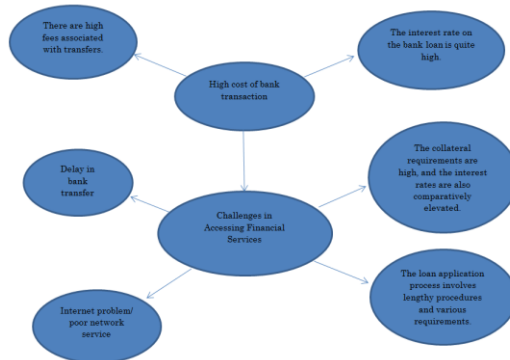 There are high
fees associated
with transfers.
The interest rate on
the bank loan is quite
high.
High cost of bank
transaction
Delay in
bank
transfer
The collateral
requirements are
high, and the interest
rates are also
comparatively
elevated.
Challenges in
Accessing Financial
Services
Internet problem/
poor network
service
The loan application
process involves
lengthy procedures
and various
requirements.